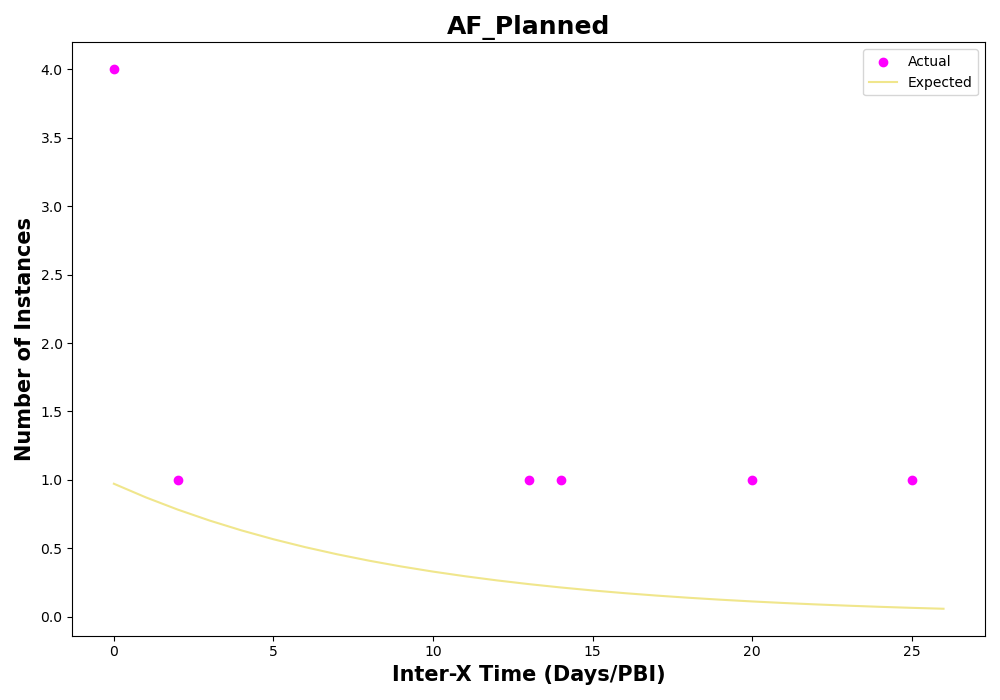 AF_Planned
Actual
Expected
4.0
3.5
3.0
2.5
2.0
1.5
1.0
0.5
0.0
Number of Instances
0 5 10 15 20 25
Inter-X Time (Days/PBI)